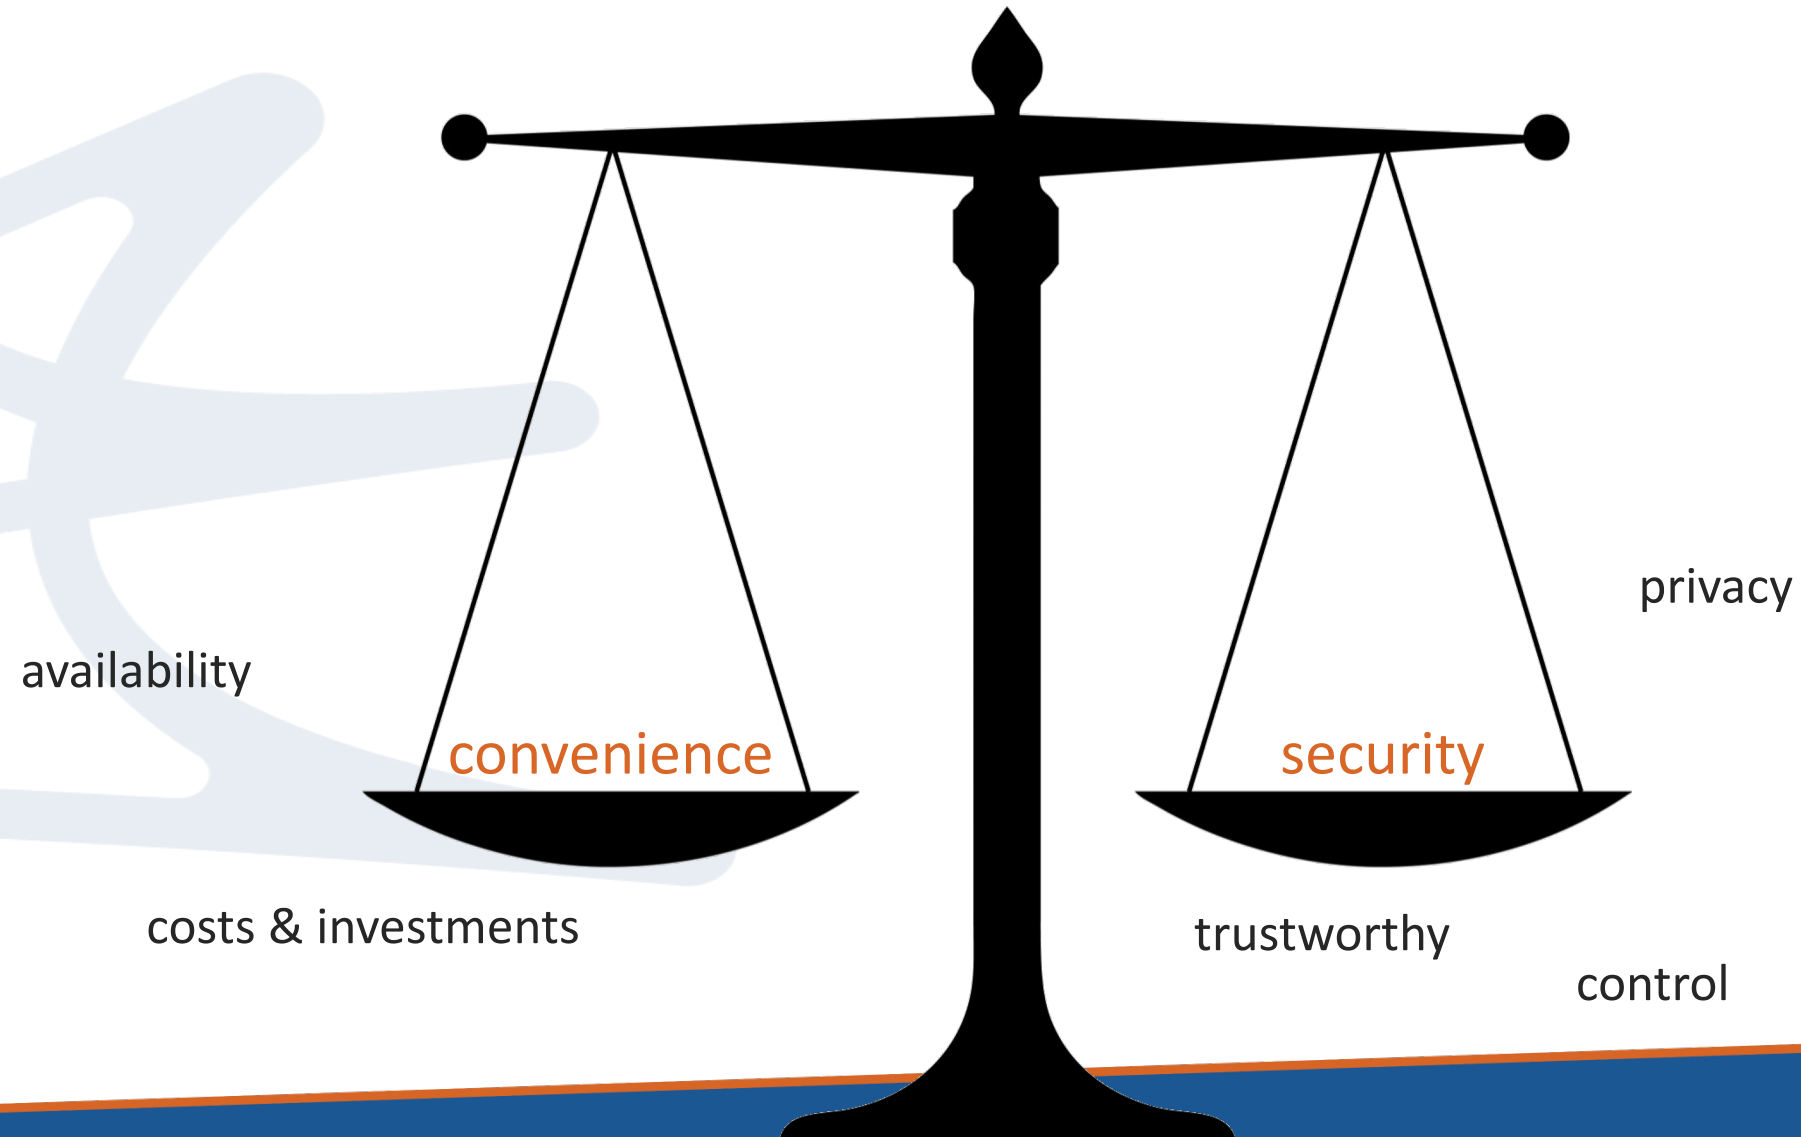 privacy
availability
convenience
security
costs & investments
trustworthy
control